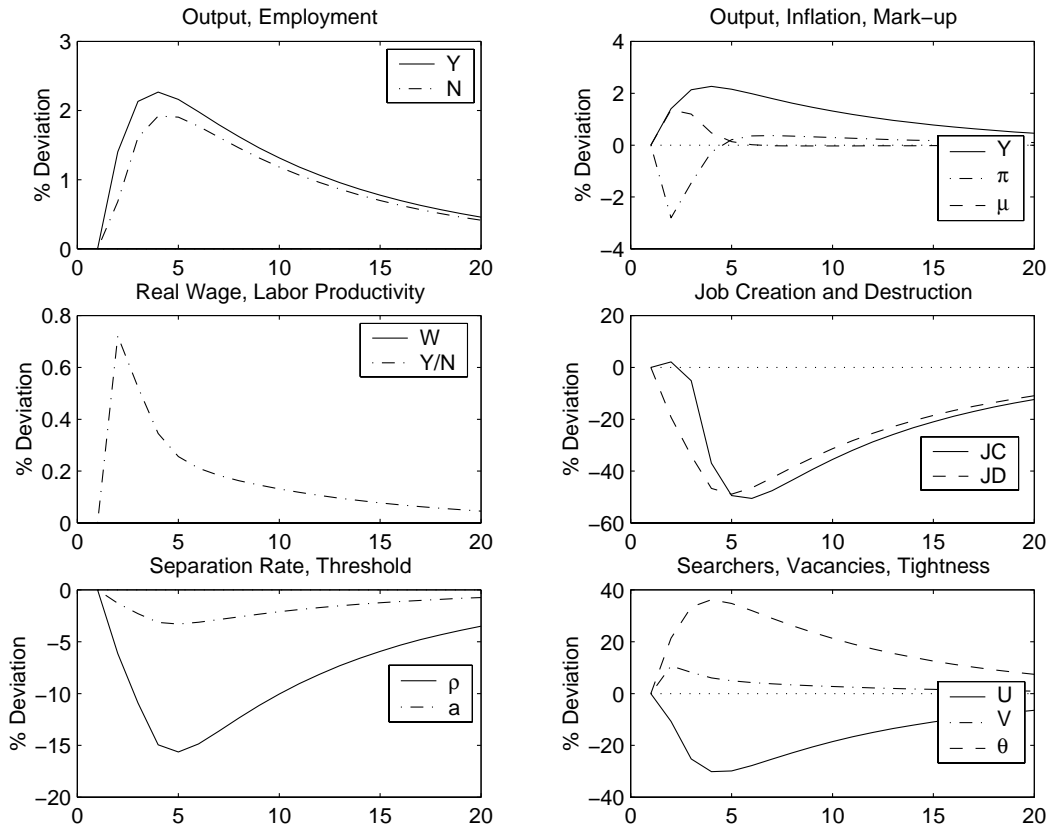 Output, Employment
% Deviation
3
2
1
0
0
5
10
15
20
Y
N
Output, Inflation, Mark−up
% Deviation
4
2
0
−2
−4
0
5
10
15
20
Y
π
μ
Real Wage, Labor Productivity
% Deviation
0.8
0.6
0.4
0.2
0
0
5
10
15
20
W
Y/N
Job Creation and Destruction
% Deviation
20
0
−20
−40
−60
0
5
10
15
20
JC
JD
Separation Rate, Threshold
% Deviation
0
−5
−10
−15
−20
0
5
10
15
20
ρ
a
Searchers, Vacancies, Tightness
% Deviation
40
20
0
−20
−40
0
5
10
15
20
U
V
θ